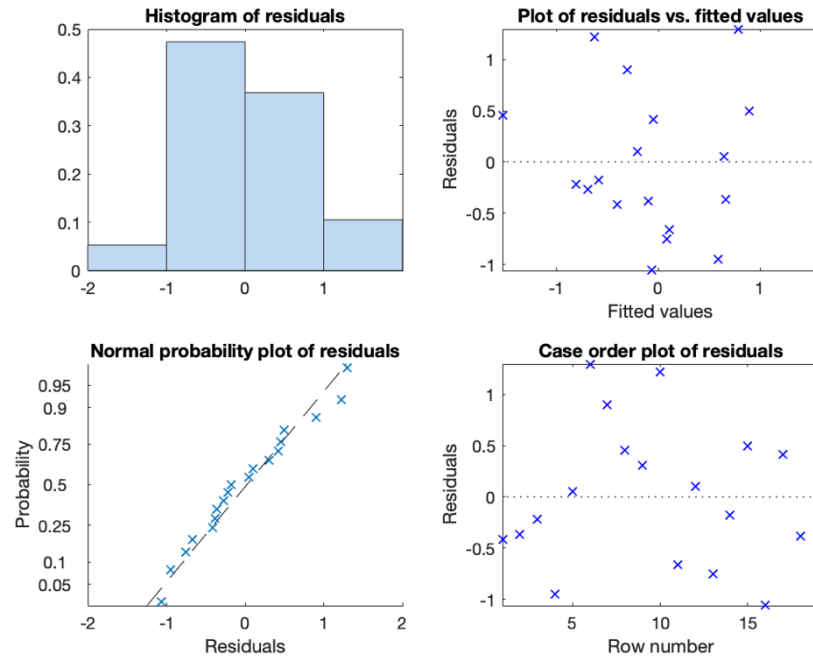 Histogram of residuals
0.5
0.4
0.3
0.2
0.1
0
-2 -1 0 1 2
Plot of residuals vs. fitted values
Residuals
1
0.5
0
-0.5
-1
-1 0 1
Fitted values
Normal probability plot of residuals
Probability
0.95
0.9
0.75
0.5
0.25
0.1
0.05
-2 -1 0 1 2
Residuals
Case order plot of residuals
Residuals
1
0.5
0
-0.5
-1
5 10 15
Row number